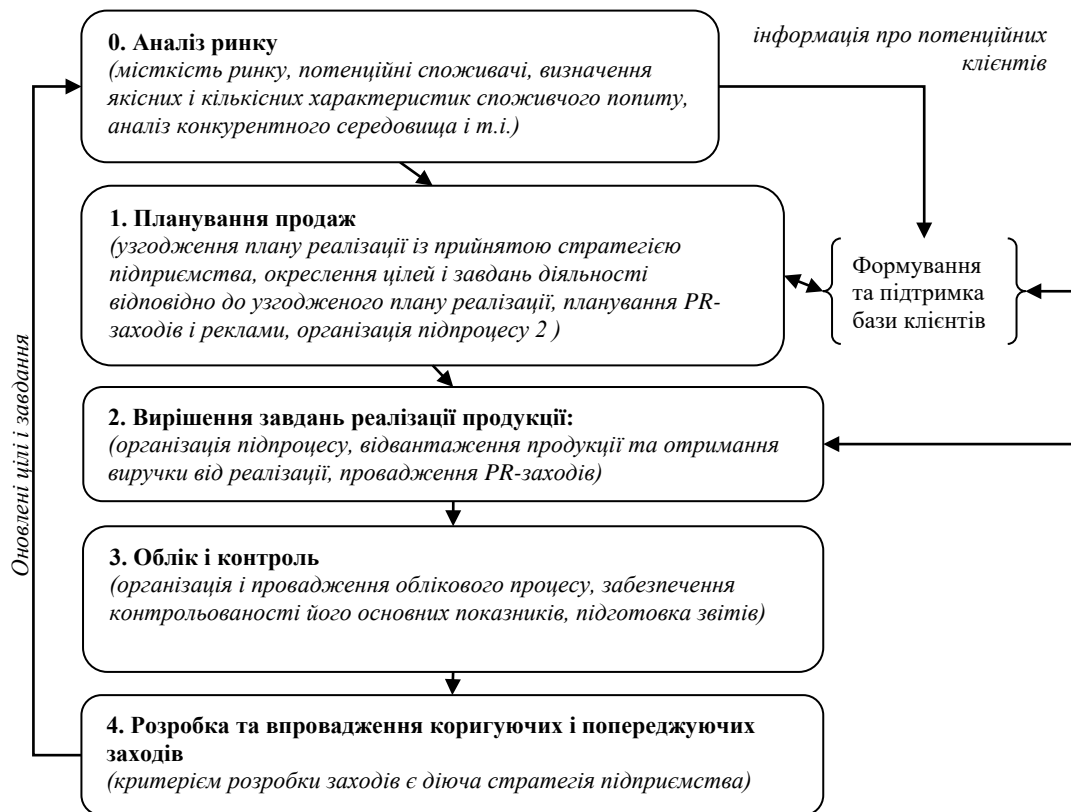 0. Аналіз ринку
(місткість ринку, потенційні споживачі, визначення
якісних і кількісних характеристик споживчого попиту,
аналіз конкурентного середовища і т.і.)
інформація про потенційних
клієнтів
1. Планування продаж
(узгодження плану реалізації із прийнятою стратегією
підприємства, окреслення цілей і завдань діяльності
відповідно до узгодженого плану реалізації, планування PR-
заходів і реклами, організація підпроцесу 2 )
Формування
та підтримка
бази клієнтів
2. Вирішення завдань реалізації продукції:
(організація підпроцесу, відвантаження продукції та отримання
виручки від реалізації, провадження PR-заходів)
3. Облік і контроль
(організація і провадження облікового процесу, забезпечення
контрольованості його основних показників, підготовка звітів)
4. Розробка та впровадження коригуючих і попереджуючих
заходів
(критерієм розробки заходів є діюча стратегія підприємства)
Оновлені цілі і завдання